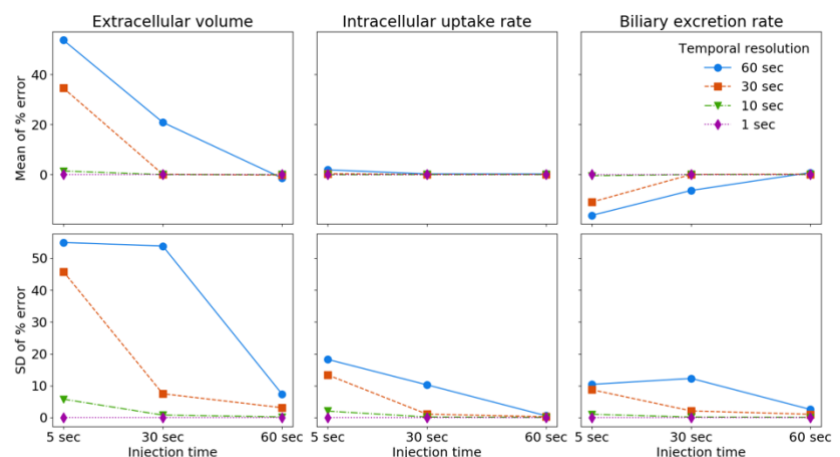 Extracellular volume
Intracellular uptake rate
Biliary excretion rate
Mean of % error
40
20
0
Temporal resolution
60 sec
30 sec
10 sec
1 sec
SD of % error
50
40
30
20
10
0
5 sec 30 sec 60 sec
Injection time
5 sec 30 sec 60 sec
Injection time
5 sec 30 sec 60 sec
Injection time